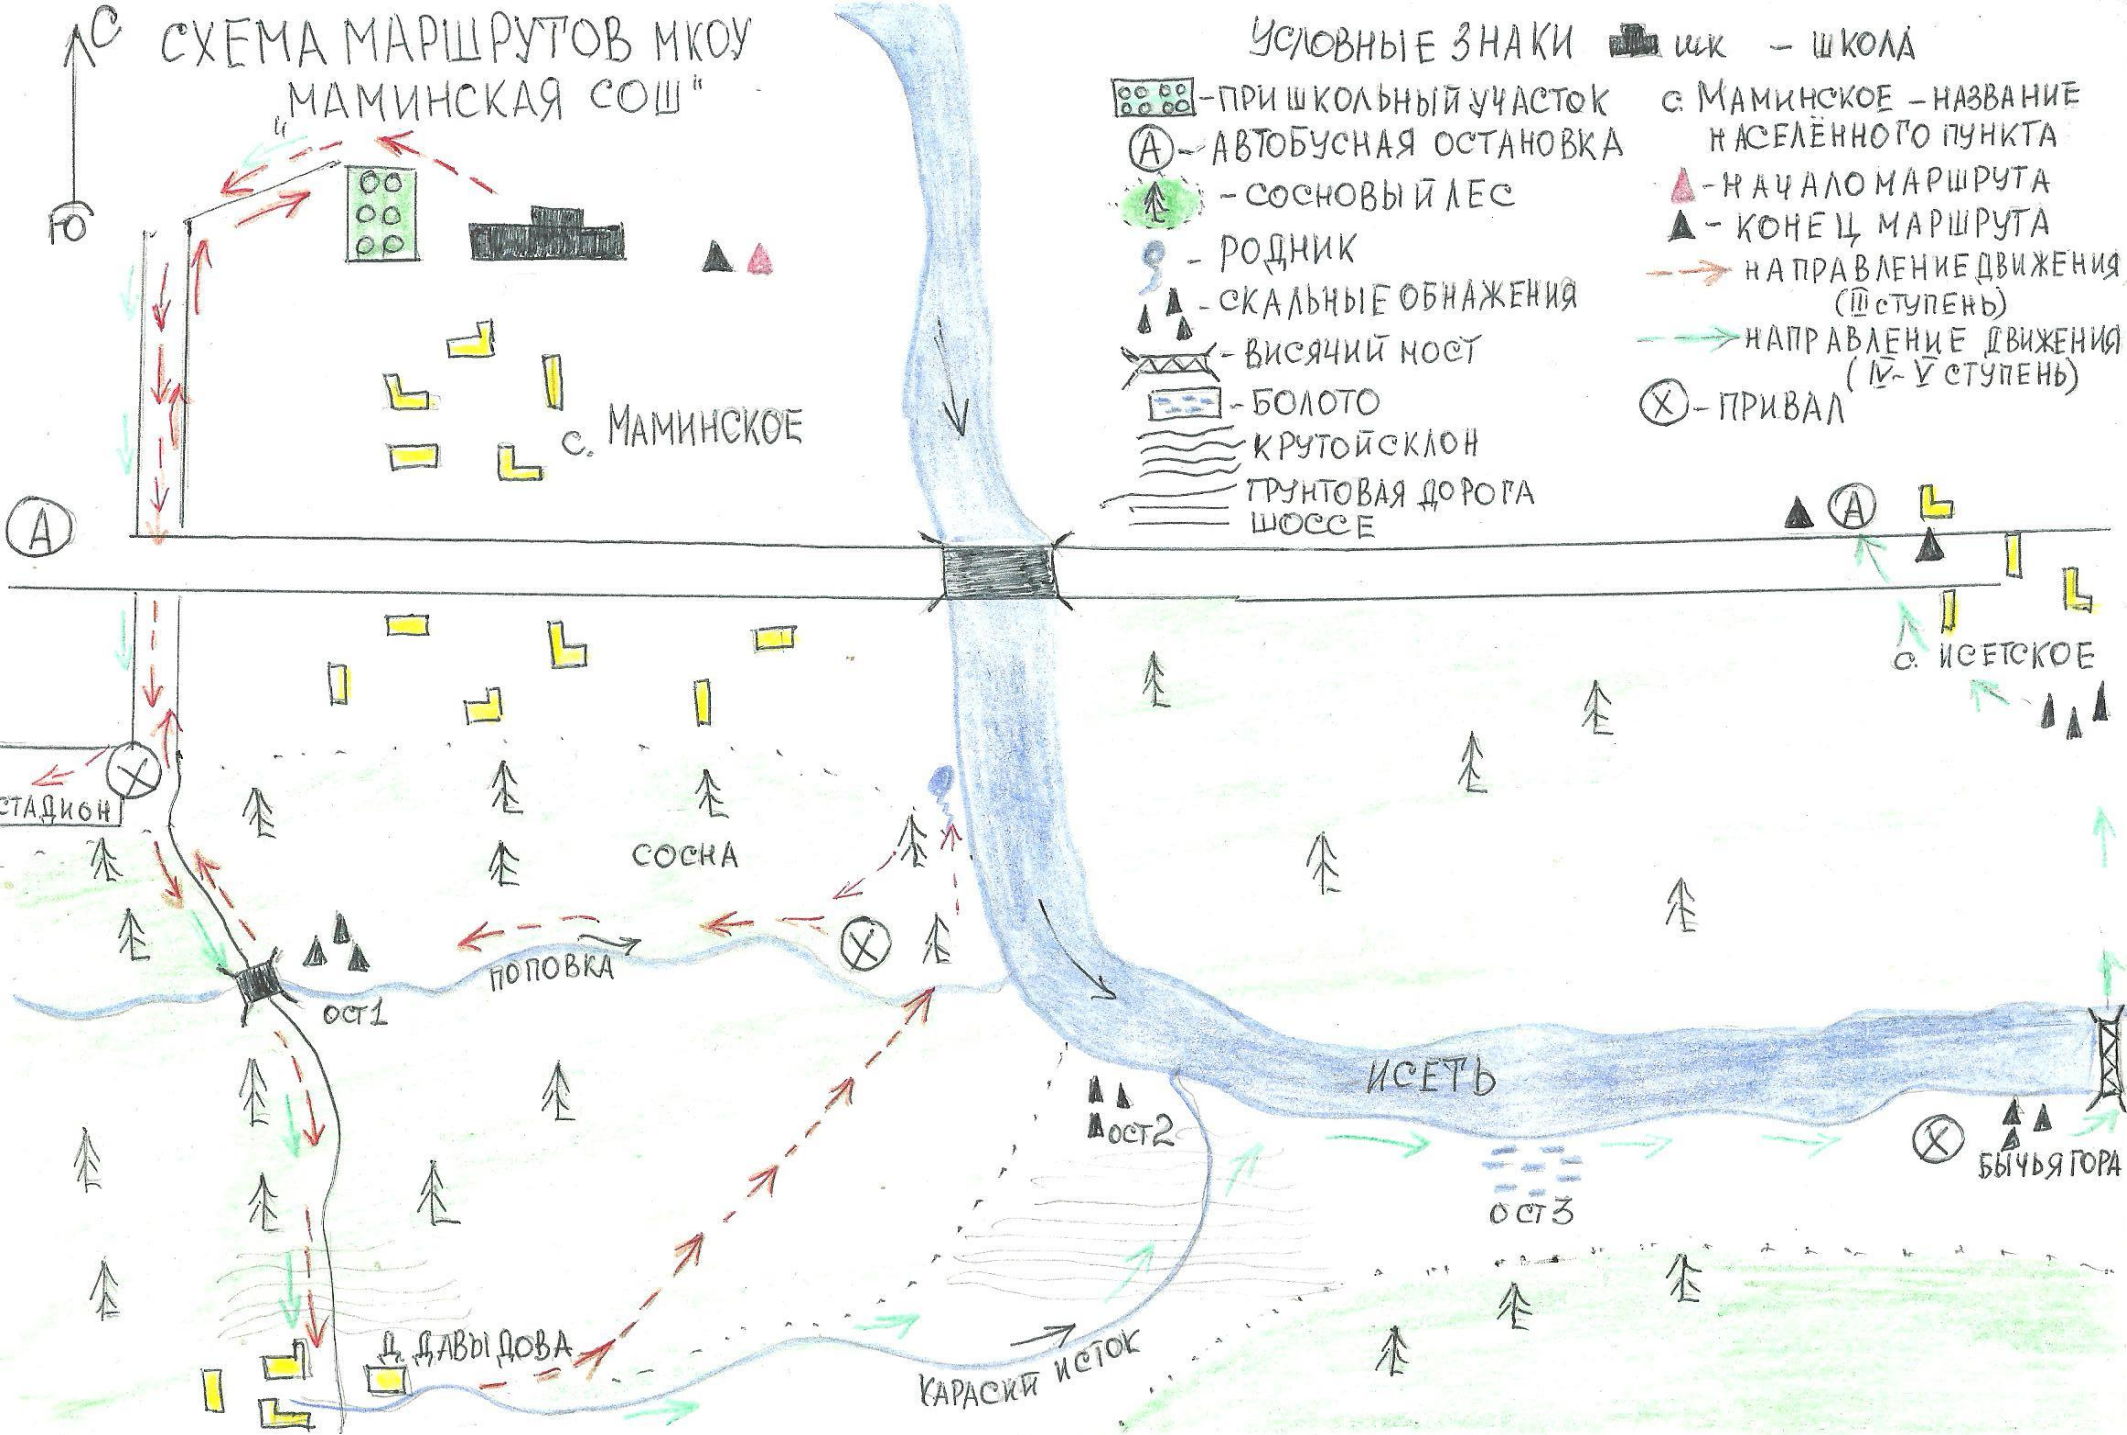 С
СХЕМА МАРШРУТОВ МКОУ
„МАМИНСКАЯ СОШ"
Ю
УСЛОВНЫЕ ЗНАКИ
ШК - ШКОЛА
-ПРИШКОЛЬНЫЙ УЧАСТОК
А - АВТОБУСНАЯ ОСТАНОВКА
- СОСНОВЫЙ ЛЕС
- РОДНИК
- СКАЛЬНЫЕ ОБНАЖЕНИЯ
- ВИСЯЧИЙ МОСТ
- БОЛОТО
КРУТОЙ СКЛОН
ГРУНТОВАЯ ДОРОГА
ШОССЕ
с. МАМИНСКОЕ - НАЗВАНИЕ
НАСЕЛЁННОГО ПУНКТА
- НАЧАЛО МАРШРУТА
- КОНЕЦ МАРШРУТА
НАПРАВЛЕНИЕ ДВИЖЕНИЯ
(III СТУПЕНЬ)
НАПРАВЛЕНИЕ ДВИЖЕНИЯ
(IV- V СТУПЕНЬ)
Х - ПРИВАЛ
с. МАМИНСКОЕ
А
А
с. ИСЕТСКОЕ
Х
СТАДИОН
СОСНА
Х
ПОПОВКА
ОСТ1
ИСЕТЬ
ОСТ2
Х
БЫЧЬЯ ГОРА
ОСТ3
Д. ДАВЫДОВА
КАРАСИЙ ИСТОК